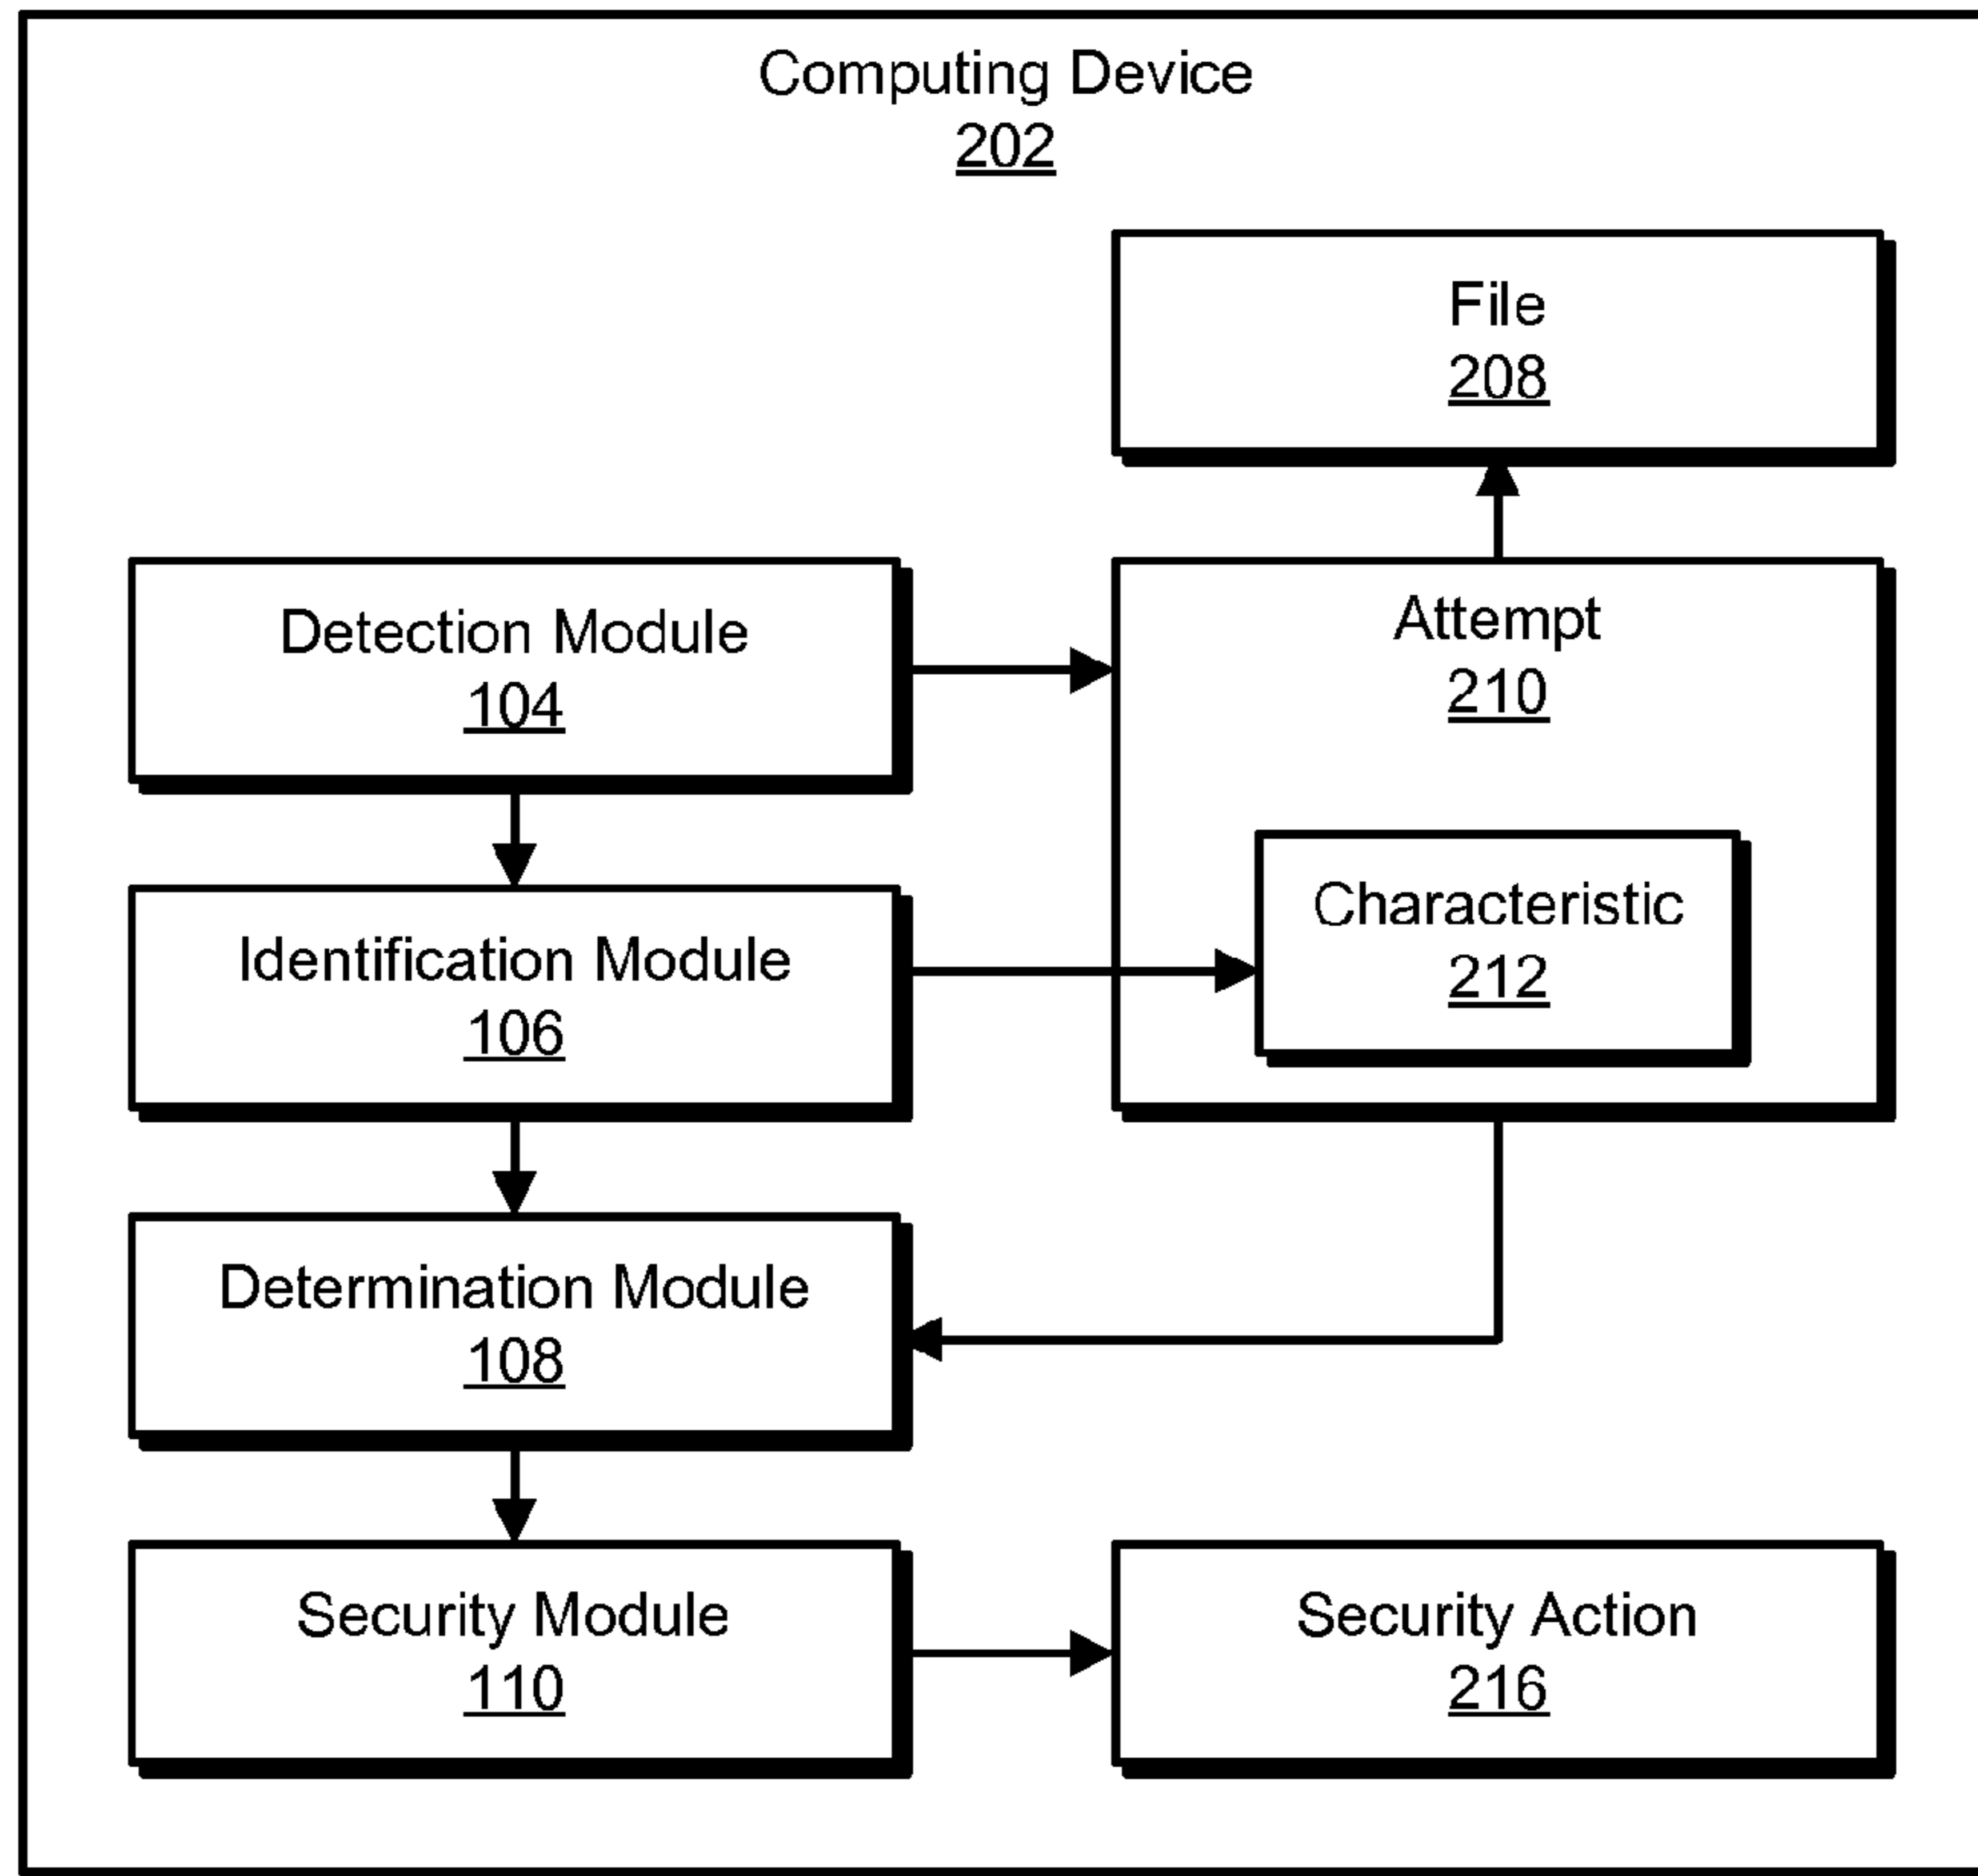 Computing Device
202
File
208
Detection Module
104
Attempt
210
Identification Module
106
Characteristic
212
Determination Module
108
Security Module
110
Security Action
216